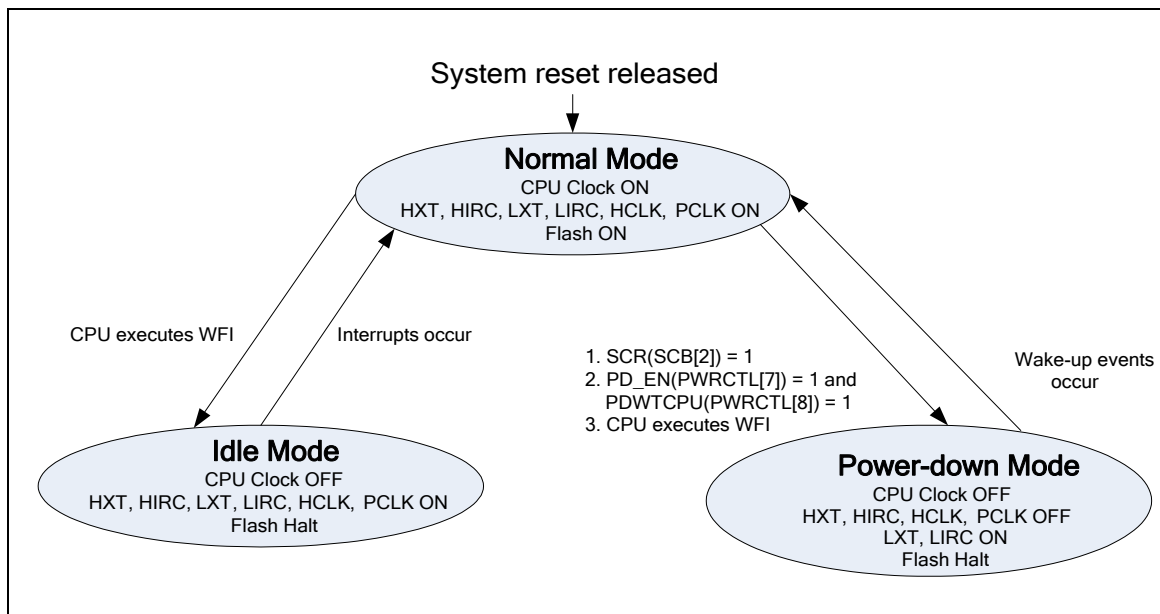 System reset released
Normal Mode
CPU Clock ON
HXT, HIRC, LXT, LIRC, HCLK, PCLK ON
Flash ON
CPU executes WFI
Interrupts occur
1. SCR(SCB[2]) = 1
2. PD_EN(PWRCTL[7]) = 1 and
PDWTCPU(PWRCTL[8]) = 1
3. CPU executes WFI
Wake-up events
occur
Idle Mode
CPU Clock OFF
HXT, HIRC, LXT, LIRC, HCLK, PCLK ON
Flash Halt
Power-down Mode
CPU Clock OFF
HXT, HIRC, HCLK, PCLK OFF
LXT, LIRC ON
Flash Halt